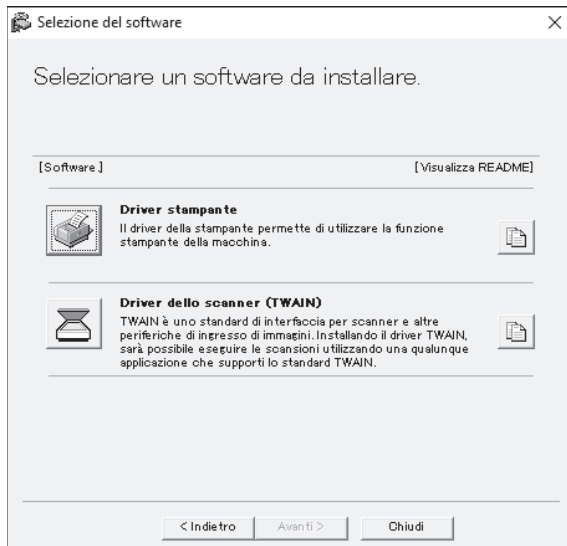 Selezione del software
Selezionare un software da installare.
[Software]
[Visualizza README]
Driver stampante
Il driver della stampante permette di utilizzare la funzione
stampante della macchina.
Driver dello scanner (TWAIN)
TWAIN è uno standard di interfaccia per scanner e altre
periferiche di ingresso di immagini. Installando il driver TWAIN,
sarà possibile eseguire le scansioni utilizzando una qualunque
applicazione che supporti lo standard TWAIN.
< Indietro
Avanti >
Chiudi